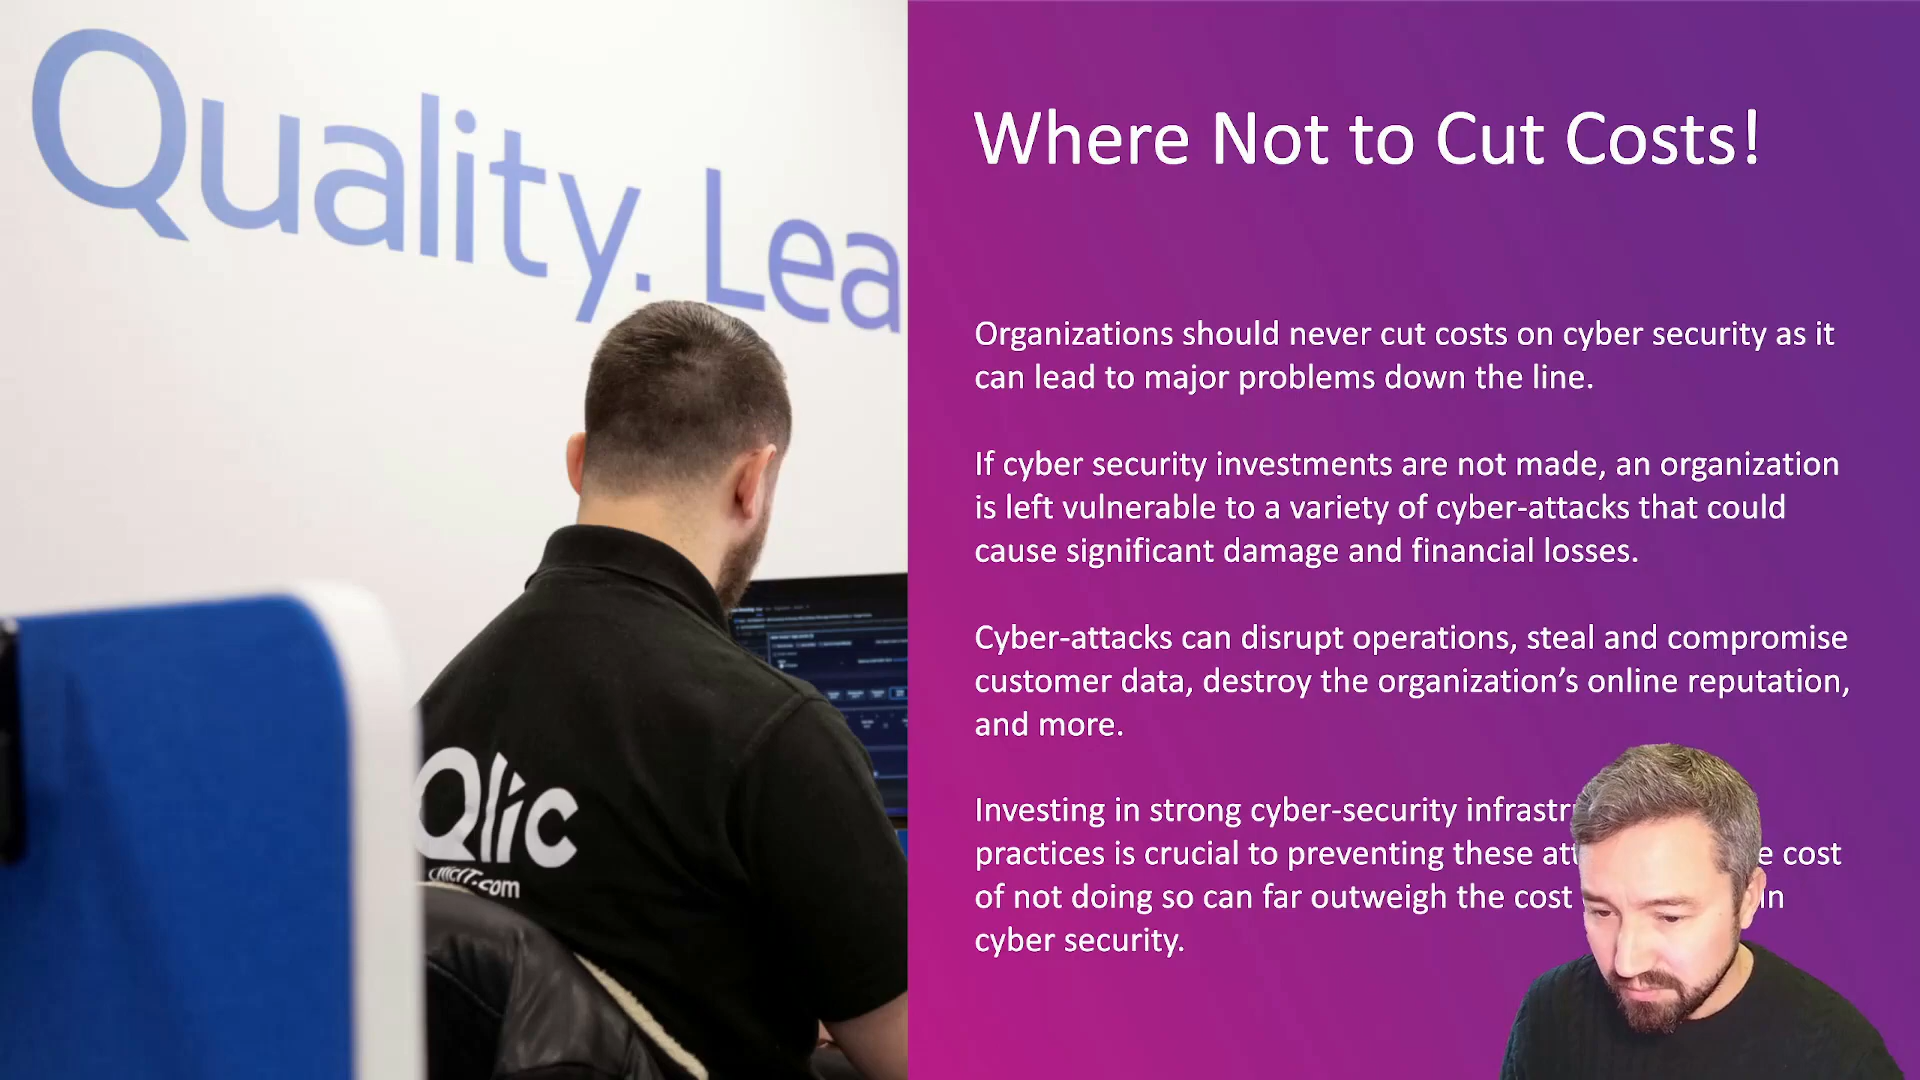 Quality. Lea
Qlic
Where Not to Cut Costs!
Organizations should never cut costs on cyber security as it
can lead to major problems down the line.
If cyber security investments are not made, an organization
is left vulnerable to a variety of cyber-attacks that could
cause significant damage and financial losses.
Cyber-attacks can disrupt operations, steal and compromise
customer data, destroy the organization’s online reputation,
and more.
Investing in strong cyber-security infrastr
practices is crucial to preventing these att e cost
of not doing so can far outweigh the cost in
cyber security.